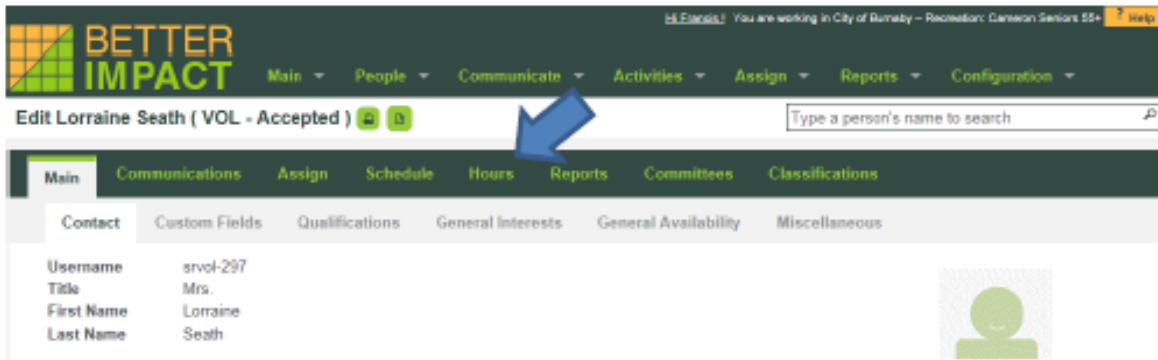 Hi Francis! You are working in City of Burnaby – Recreation: Cameron Seniors 55+ ? Help
BETTER
IMPACT
Main People Communicate Activities Assign Reports Configuration
Edit Lorraine Seath ( VOL - Accepted )
Type a person's name to search
Main Communications Assign Schedule Hours Reports Committees Classifications
Contact Custom Fields Qualifications General Interests General Availability Miscellaneous
Username srvol-297
Title Mrs.
First Name Lorraine
Last Name Seath